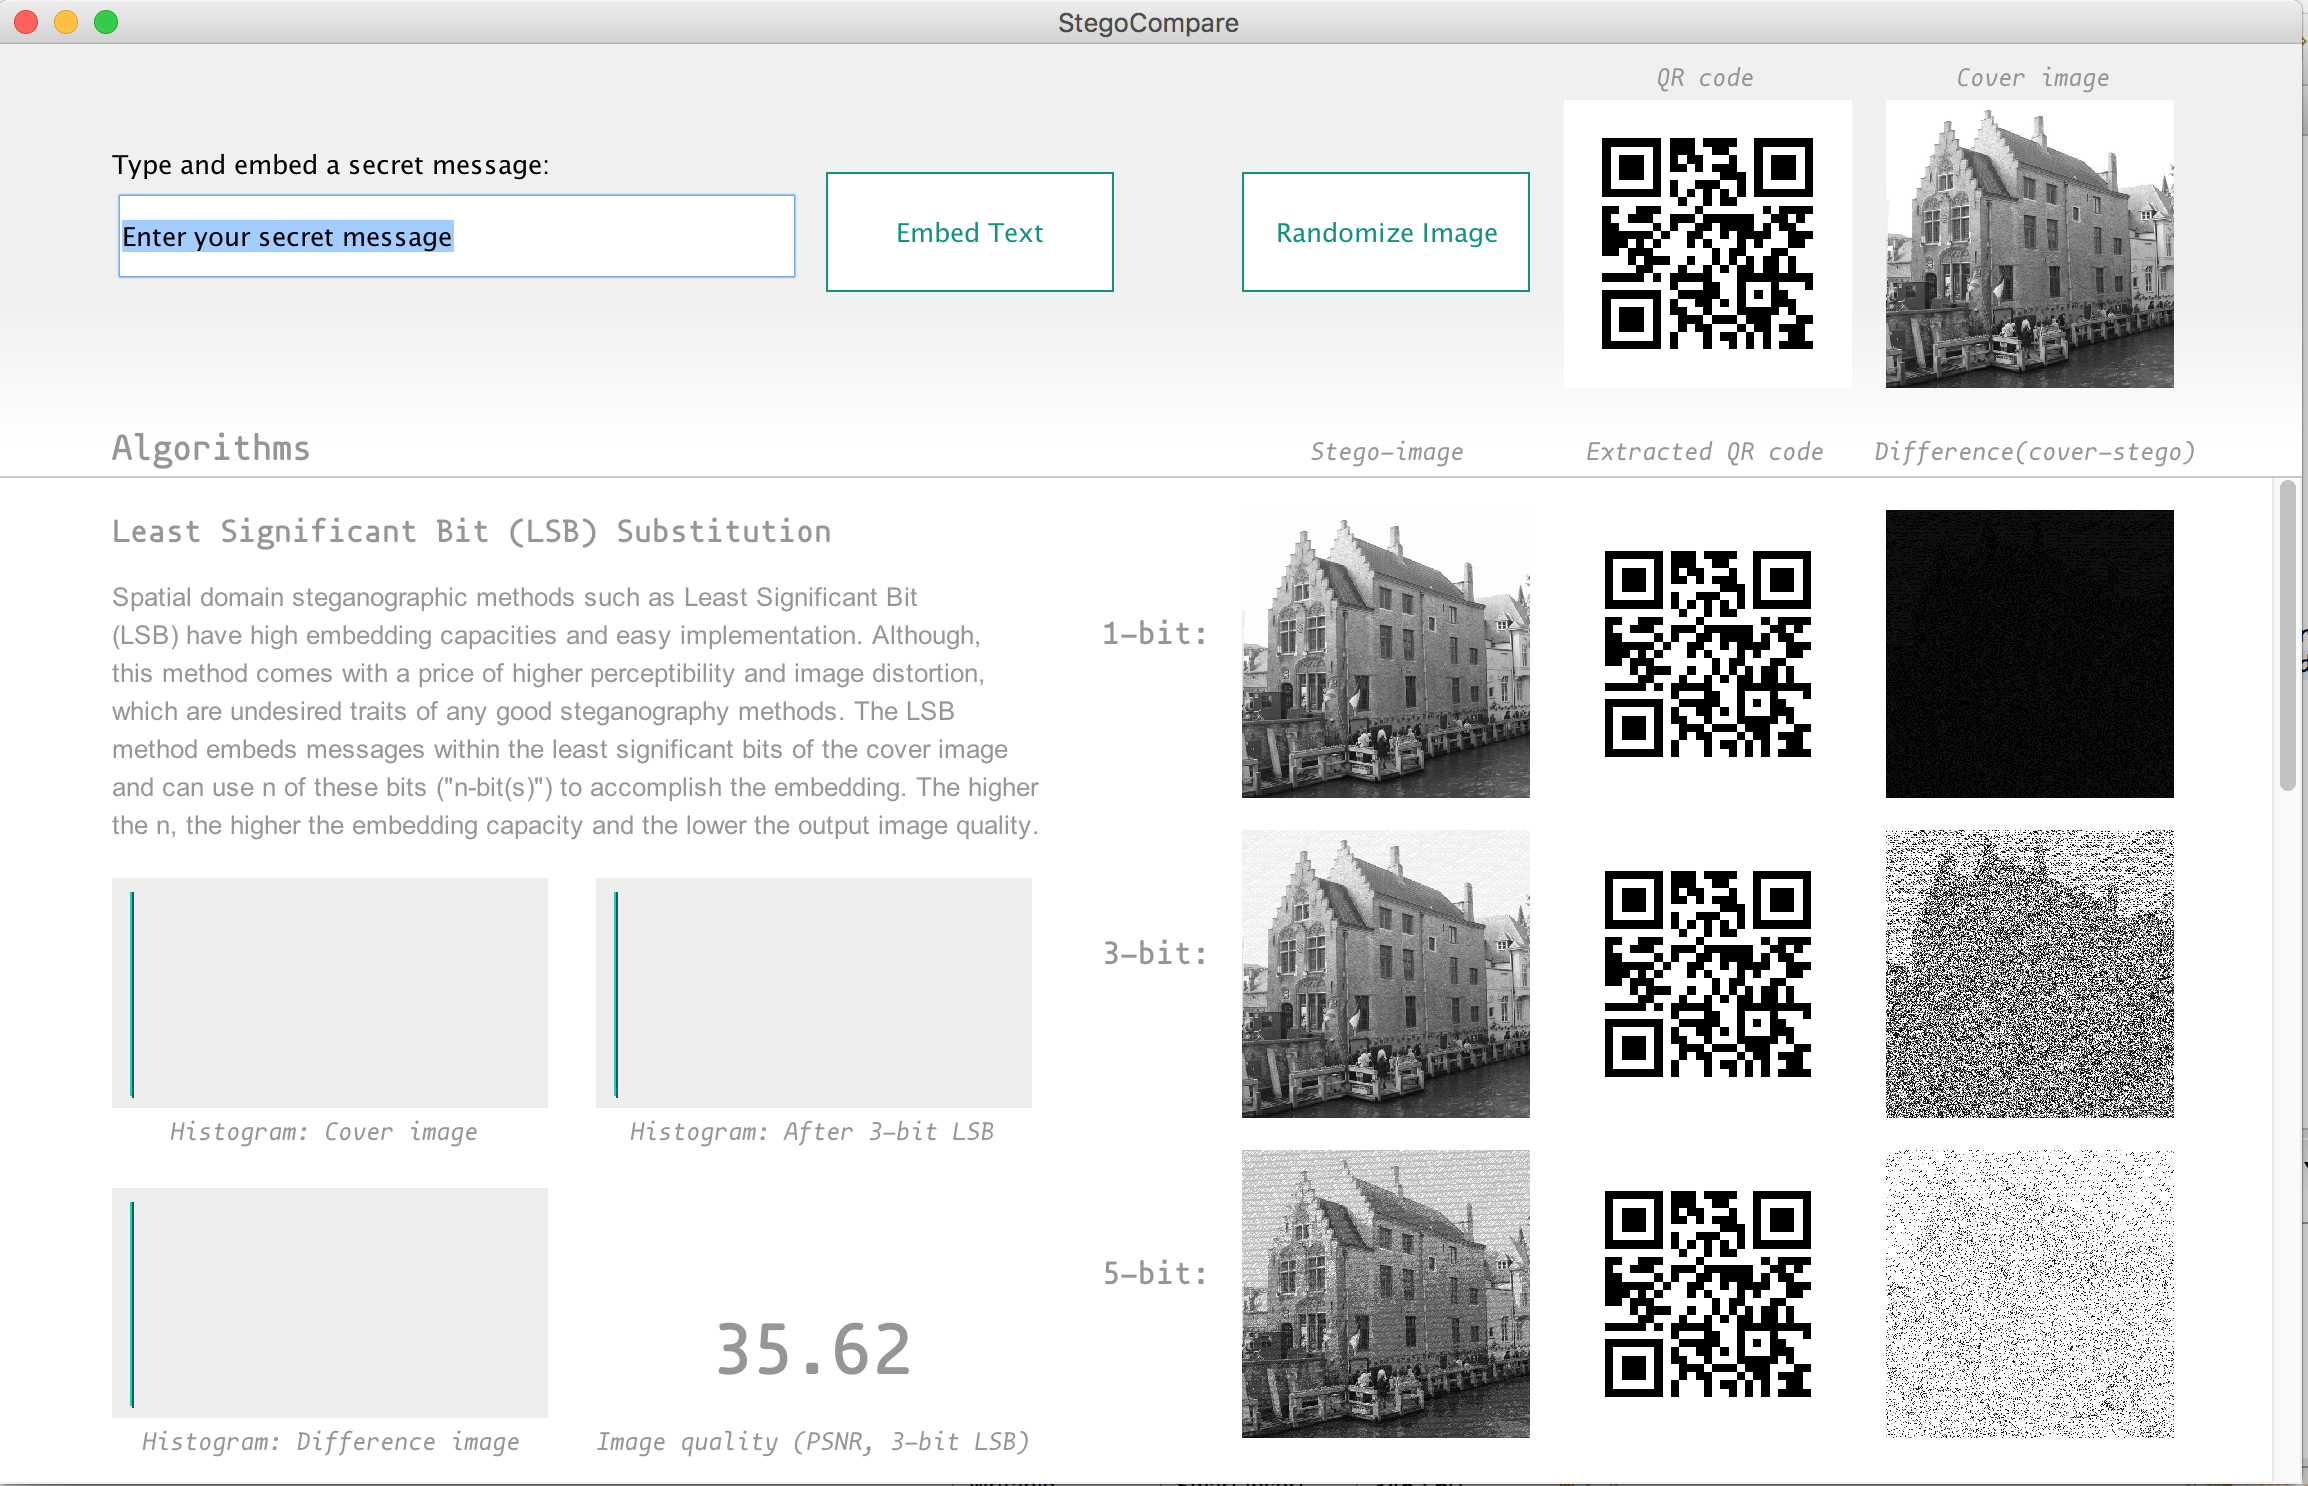 StegoCompare
QR code
Cover image
Type and embed a secret message:
Enter your secret message
Embed Text
Randomize Image
Algorithms
Stego-image
Extracted QR code
Difference(cover-stego)
Least Significant Bit (LSB) Substitution
Spatial domain steganographic methods such as Least Significant Bit
(LSB) have high embedding capacities and easy implementation. Although,
this method comes with a price of higher perceptibility and image distortion,
which are undesired traits of any good steganography methods. The LSB
method embeds messages within the least significant bits of the cover image
and can use n of these bits ("n-bit(s)") to accomplish the embedding. The higher
the n, the higher the embedding capacity and the lower the output image quality.
1-bit:
3-bit:
Histogram: Cover image
Histogram: After 3-bit LSB
5-bit:
35.62
Histogram: Difference image
Image quality (PSNR, 3-bit LSB)